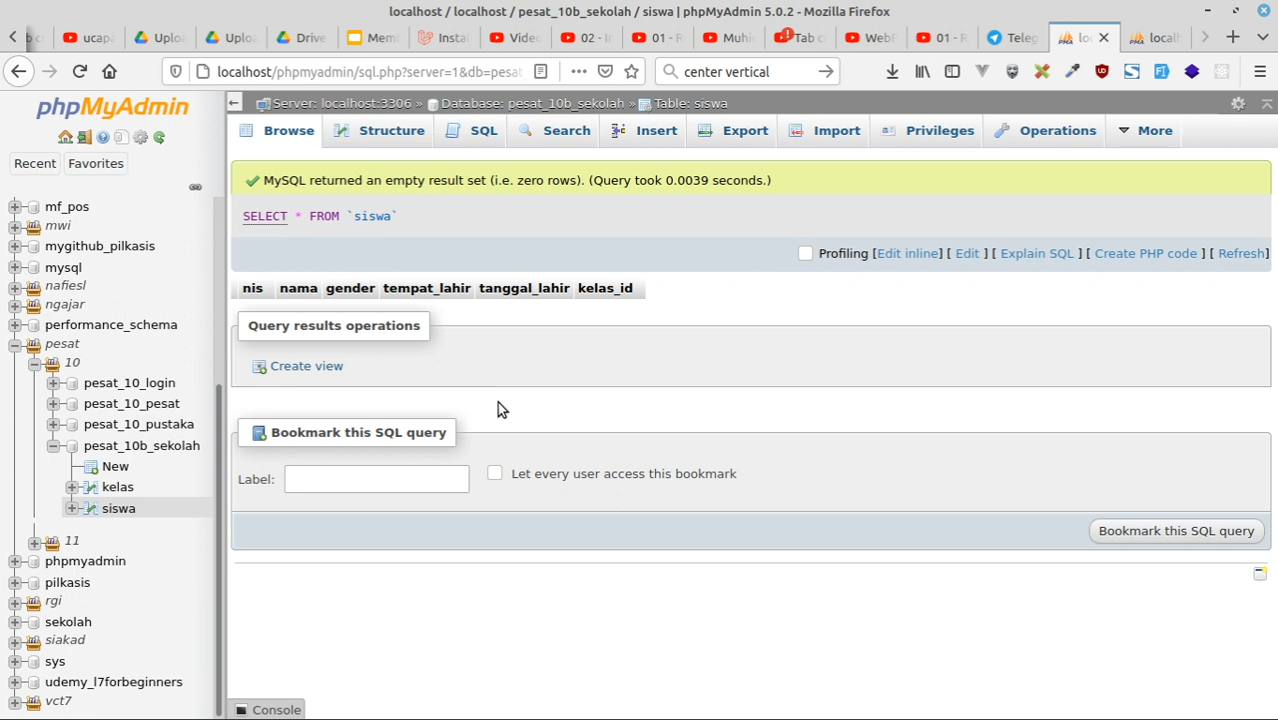 localhost / localhost / pesat_10b_sekolah / siswa | phpMyAdmin 5.0.2 - Mozilla Firefox
ucapa
Uploa
Uploa
Drive
Mem
Insta
Vide
02 - I
01 - R
Muhi
Tab c
WebF
01 - R
Teleg
lo
localh
localhost/phpmyadmin/sql.php?server=1&db=pesat
center vertical
phpMyAdmin
Recent
Favorites
mf_pos
mwi
mygithub_pilkasis
mysql
nafiesl
ngajar
performance_schema
pesat
10
pesat_10_login
pesat_10_pesat
pesat_10_pustaka
pesat_10b_sekolah
New
kelas
siswa
11
phpmyadmin
pilkasis
rgi
sekolah
siakad
sys
udemy_l7forbeginners
vct7
Server: localhost:3306 » Database: pesat_10b_sekolah » Table: siswa
Browse Structure SQL Search Insert Export Import Privileges Operations More
MySQL returned an empty result set (i.e. zero rows). (Query took 0.0039 seconds.)
SELECT * FROM `siswa`
Profiling [Edit inline] [ Edit ] [ Explain SQL ] [ Create PHP code ] [ Refresh]
nis nama gender tempat_lahir tanggal_lahir kelas_id
Query results operations
Create view
Bookmark this SQL query
Label: Let every user access this bookmark
Bookmark this SQL query
Console